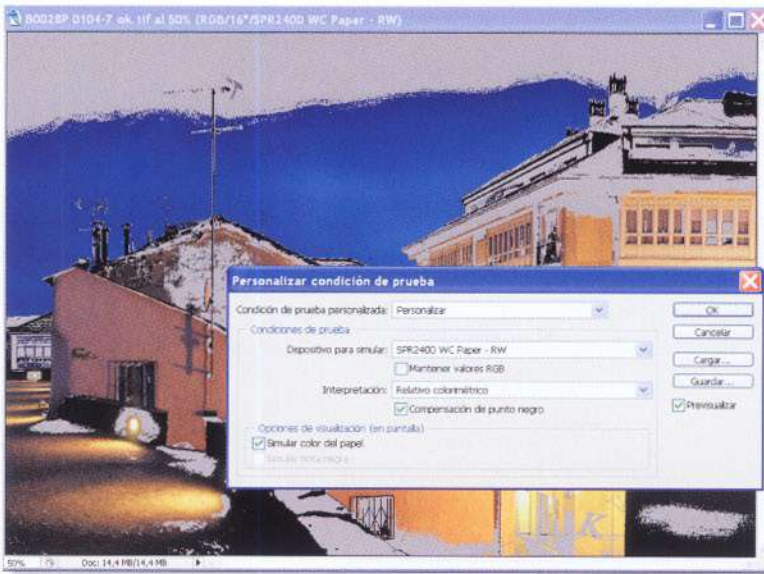 B0028P 0104-7 ok.tif al 50% (RGB/16*/SPR2400 WC Paper - RW)
Personalizar condición de prueba
Condición de prueba personalizada: Personalizar
OK
Condiciones de prueba
Cancelar
Dispositivo para simular: SPR2400 WC Paper - RW
Mantener valores RGB
Cargar...
Interpretación: Relativo colorimétrico
Guardar...
Compensación de punto negro
Previsualizar
Opciones de visualización (en pantalla)
Simular color del papel
Simular tinta negra
K
50%
Doc: 14,4 MB/14,4 MB